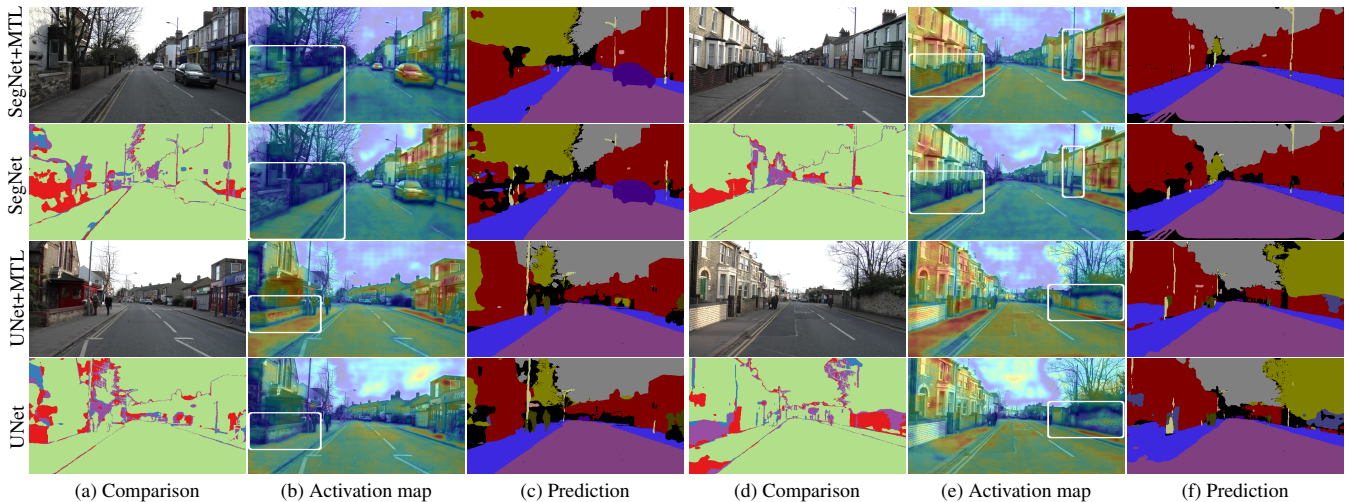 SegNet+MTL
SegNet
UNet+MTL
UNet
(a) Comparison
(b) Activation map
(c) Prediction
(d) Comparison
(e) Activation map
(f) Prediction